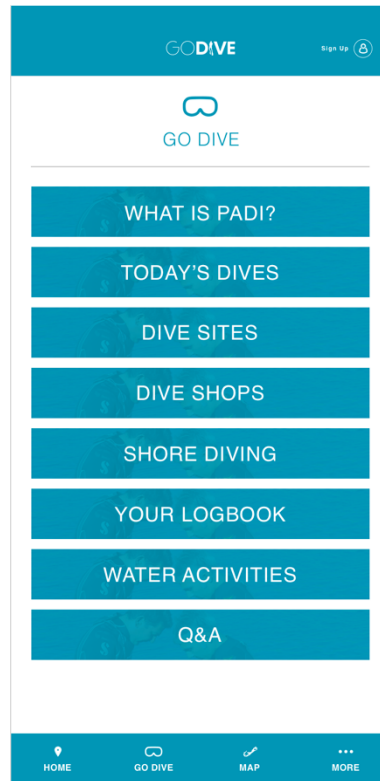 GODIVE
Sign Up
GO DIVE
WHAT IS PADI?
TODAY'S DIVES
DIVE SITES
DIVE SHOPS
SHORE DIVING
YOUR LOGBOOK
WATER ACTIVITIES
Q&A
HOME GO DIVE MAP MORE